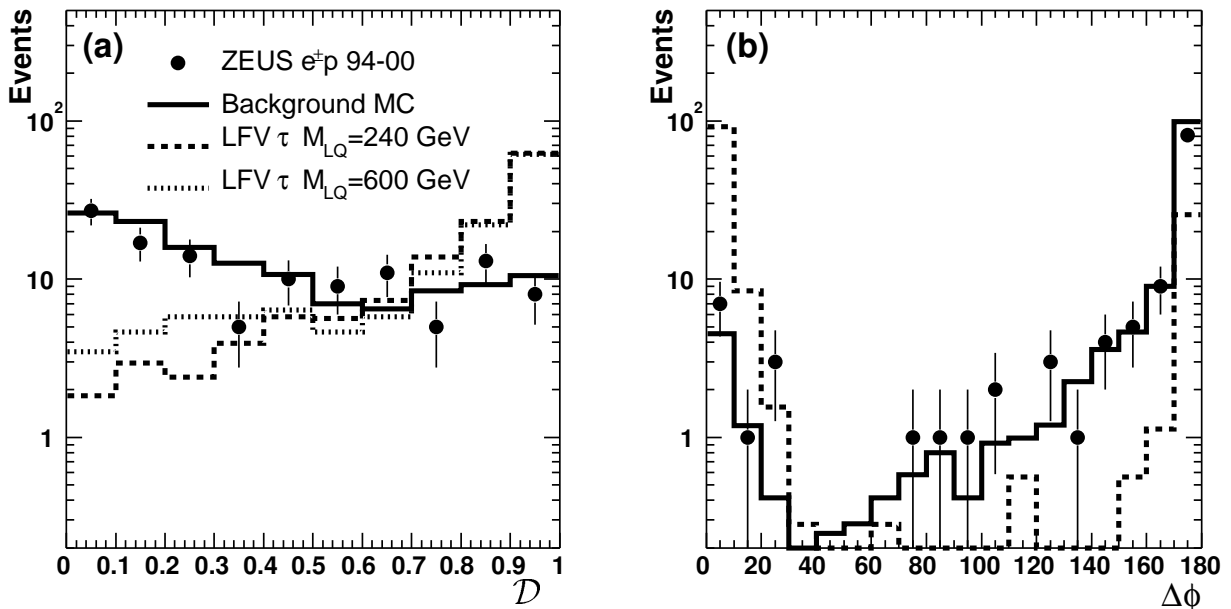 Events
(a)
ZEUS e±p 94-00
Background MC
LFV τ M_LQ=240 GeV
LFV τ M_LQ=600 GeV
10²
10
1
0 0.1 0.2 0.3 0.4 0.5 0.6 0.7 0.8 0.9 1
𝒟
Events
(b)
10²
10
1
0 20 40 60 80 100 120 140 160 180
Δϕ